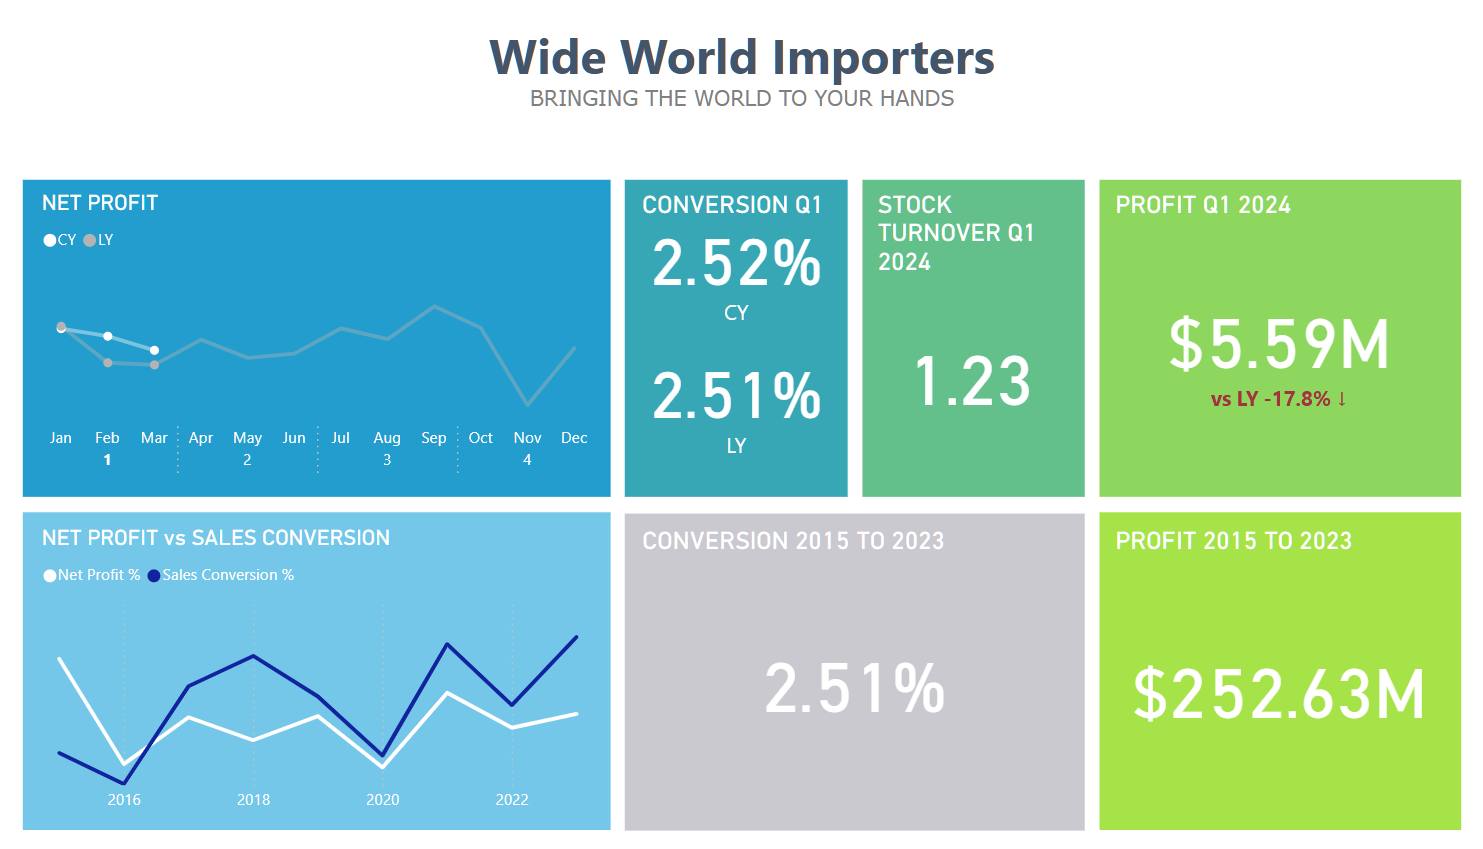 Wide World Importers
BRINGING THE WORLD TO YOUR HANDS
NET PROFIT
CY LY
Jan Feb Mar Apr May Jun Jul Aug Sep Oct Nov Dec
1 2 3 4
CONVERSION Q1
2.52%
CY
2.51%
LY
STOCK
TURNOVER Q1
2024
1.23
PROFIT Q1 2024
$5.59M
vs LY -17.8% ↓
NET PROFIT vs SALES CONVERSION
Net Profit % Sales Conversion %
2016 2018 2020 2022
CONVERSION 2015 TO 2023
2.51%
PROFIT 2015 TO 2023
$252.63M